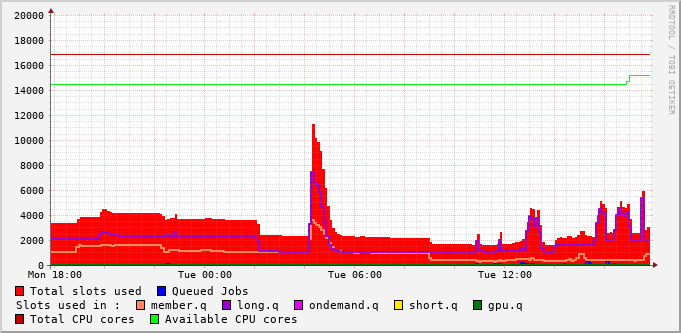 20000
18000
16000
14000
12000
10000
8000
6000
4000
2000
0
Mon 18:00 Tue 00:00 Tue 06:00 Tue 12:00
Total slots used Queued Jobs
Slots used in : member.q long.q ondemand.q short.q gpu.q
Total CPU cores Available CPU cores
RRDTOOL / TOBI OETIKER